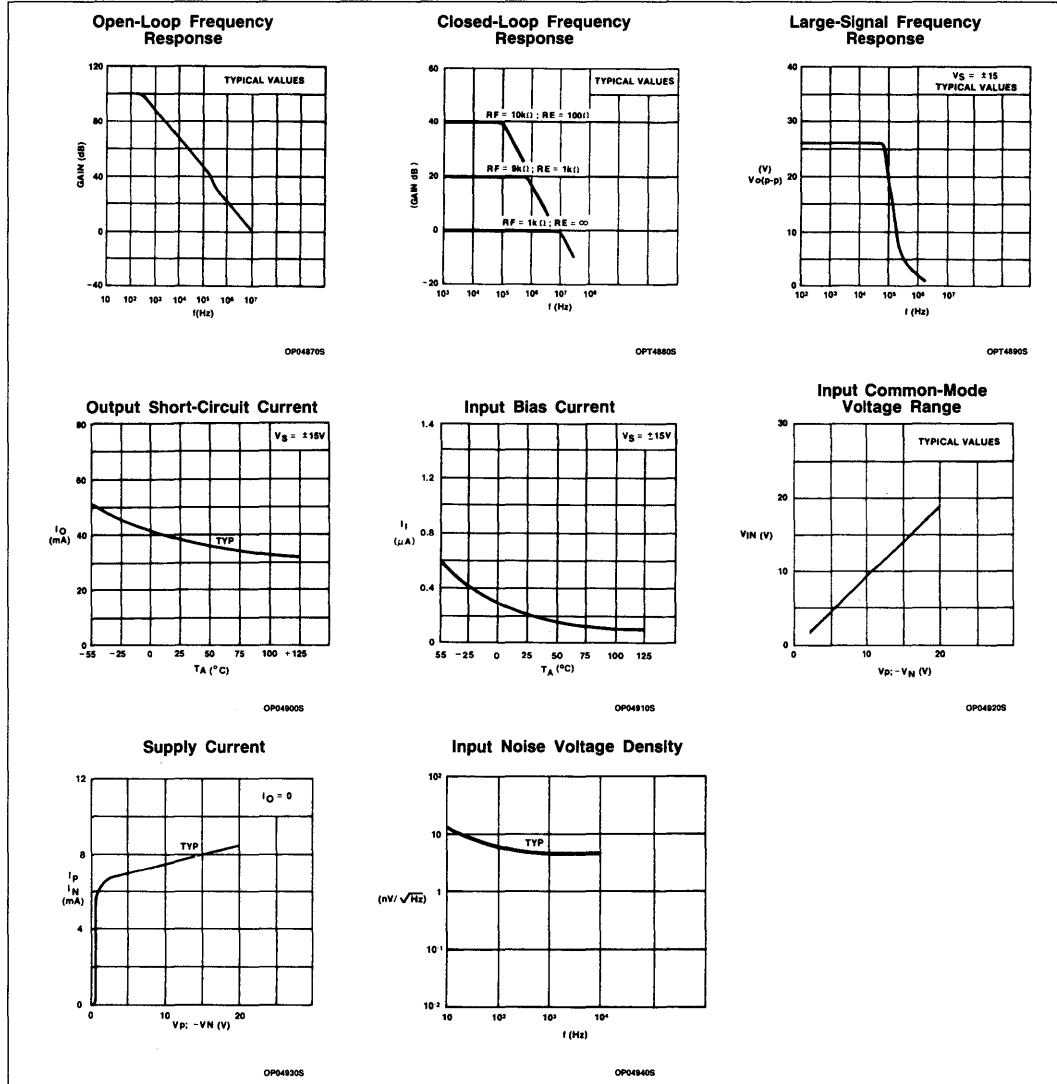 Open-Loop Frequency
Response
120
80
40
0
−40
GAIN (dB)
TYPICAL VALUES
10 10² 10³ 10⁴ 10⁵ 10⁶ 10⁷
f(Hz)
OP04870S
Closed-Loop Frequency
Response
60
40
20
0
−20
(GAIN dB)
TYPICAL VALUES
RF = 10kΩ; RE = 100Ω
RF = 9kΩ; RE = 1kΩ
RF = 1kΩ; RE = ∞
10³ 10⁴ 10⁵ 10⁶ 10⁷ 10⁸
f (Hz)
OPT4880S
Large-Signal Frequency
Response
40
30
20
10
0
(V)
Vo(p-p)
VS = ±15
TYPICAL VALUES
10² 10³ 10⁴ 10⁵ 10⁶ 10⁷
f (Hz)
OPT4890S
Output Short-Circuit Current
80
60
40
20
0
IO
(mA)
VS = ±15V
TYP
−55 −25 0 25 50 75 100 +125
TA (°C)
OP04900S
Input Bias Current
1.4
1.2
0.8
0.4
0
II
(μA)
VS = ±15V
55 −25 0 25 50 75 100 125
TA (°C)
OP04910S
Input Common-Mode
Voltage Range
30
20
10
0
VIN (V)
TYPICAL VALUES
0 10 20
Vp; −VN (V)
OP04920S
Supply Current
12
8
4
0
IP
IN
(mA)
IO = 0
TYP
0 10 20
Vp; −VN (V)
OP04930S
Input Noise Voltage Density
10²
10
1
10⁻¹
10⁻²
(nV/√Hz)
TYP
10 10² 10³ 10⁴
f (Hz)
OP04940S